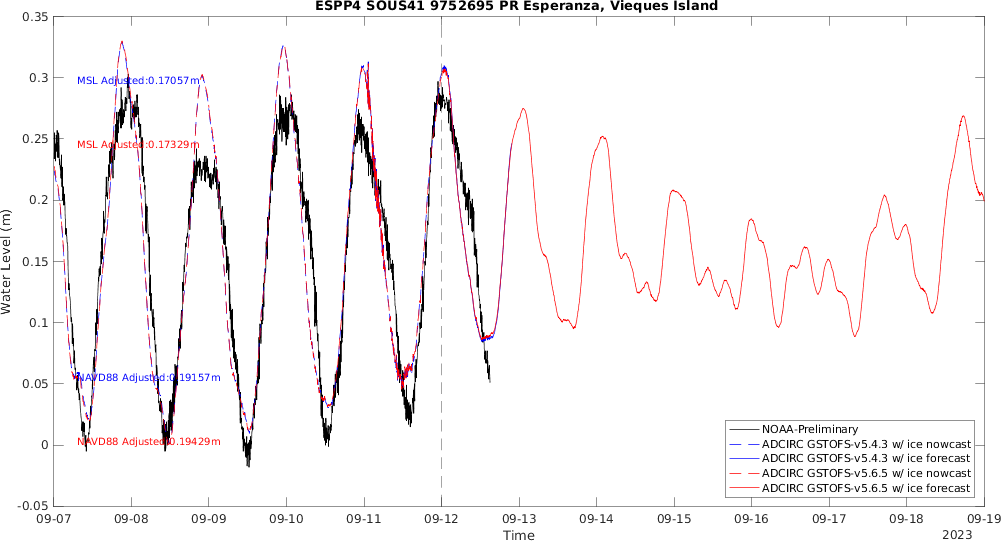 ESPP4 SOUS41 9752695 PR Esperanza, Vieques Island
0.35
0.3
0.25
0.2
0.15
0.1
0.05
0
-0.05
Water Level (m)
MSL Adjusted:0.17057m
MSL Adjusted:0.17329m
NAVD88 Adjusted:0.19157m
NAVD88 Adjusted:0.19429m
NOAA-Preliminary
ADCIRC GSTOFS-v5.4.3 w/ ice nowcast
ADCIRC GSTOFS-v5.4.3 w/ ice forecast
ADCIRC GSTOFS-v5.6.5 w/ ice nowcast
ADCIRC GSTOFS-v5.6.5 w/ ice forecast
09-07 09-08 09-09 09-10 09-11 09-12 09-13 09-14 09-15 09-16 09-17 09-18 09-19
Time
2023